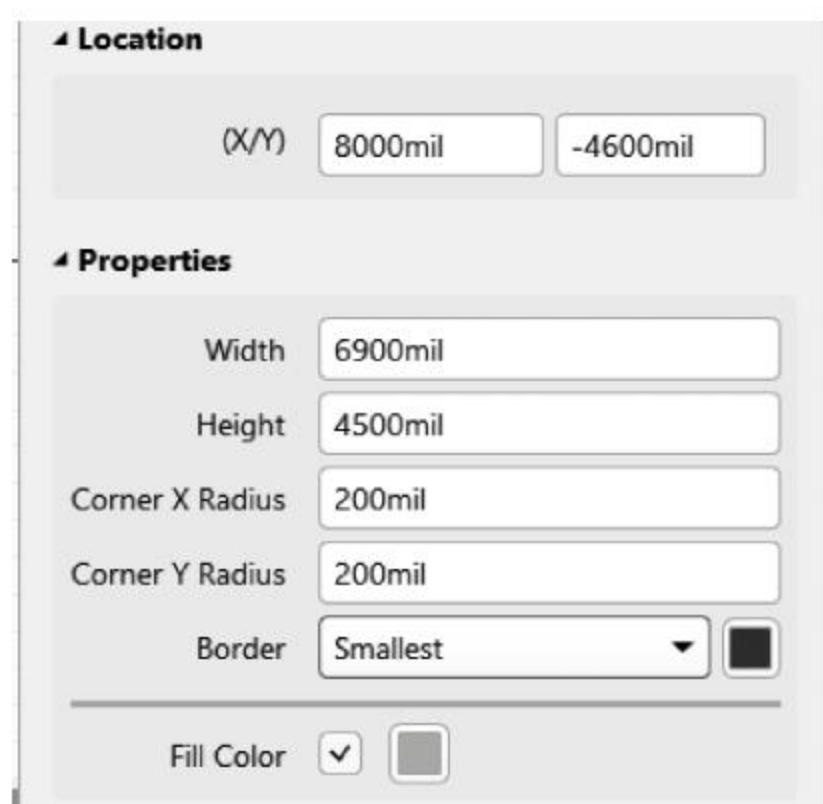 Location
(X/Y) 8000mil -4600mil
Properties
Width 6900mil
Height 4500mil
Corner X Radius 200mil
Corner Y Radius 200mil
Border Smallest
Fill Color